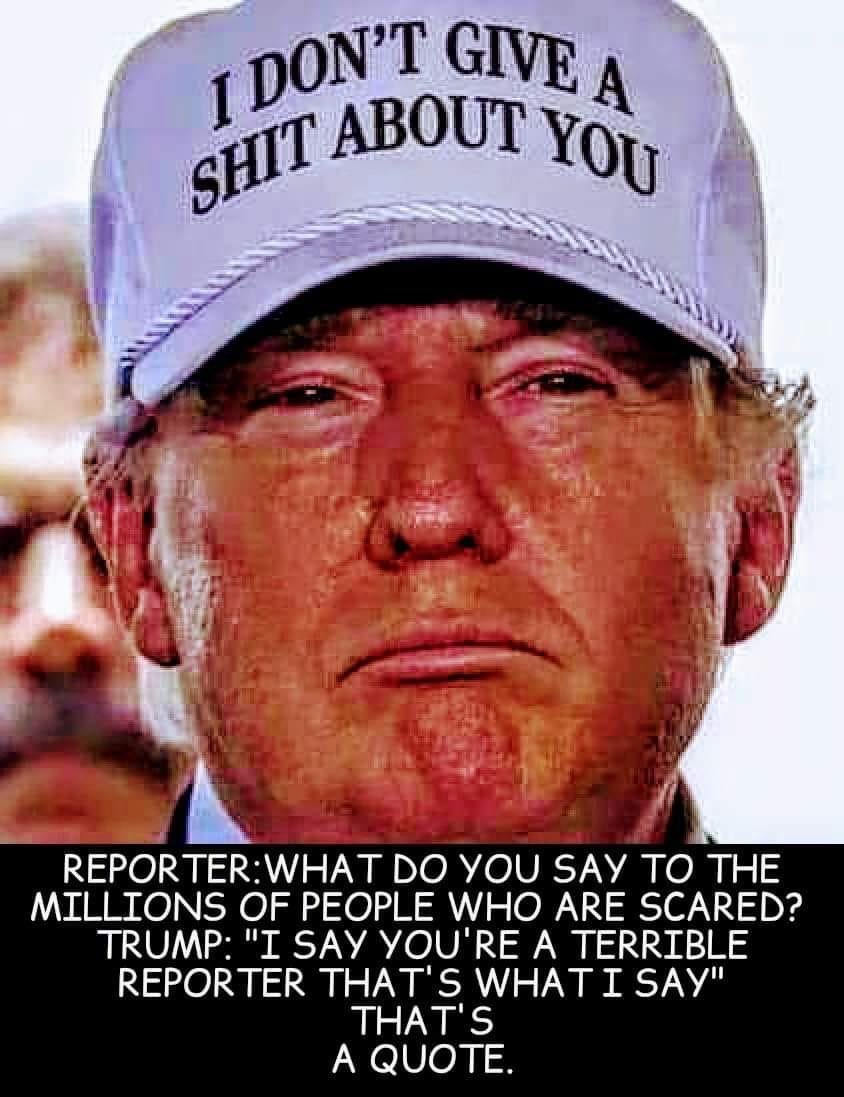 I DON'T GIVE A
SHIT ABOUT YOU
REPORTER:WHAT DO YOU SAY TO THE
MILLIONS OF PEOPLE WHO ARE SCARED?
TRUMP: "I SAY YOU'RE A TERRIBLE
REPORTER THAT'S WHAT I SAY"
THAT'S
A QUOTE.